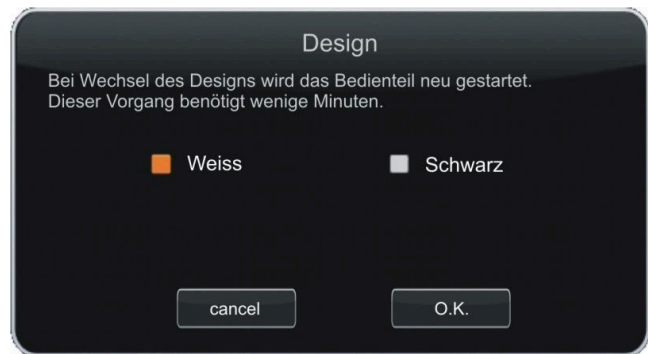 Design
Bei Wechsel des Designs wird das Bedienteil neu gestartet.
Dieser Vorgang benötigt wenige Minuten.
Weiss Schwarz
cancel O.K.